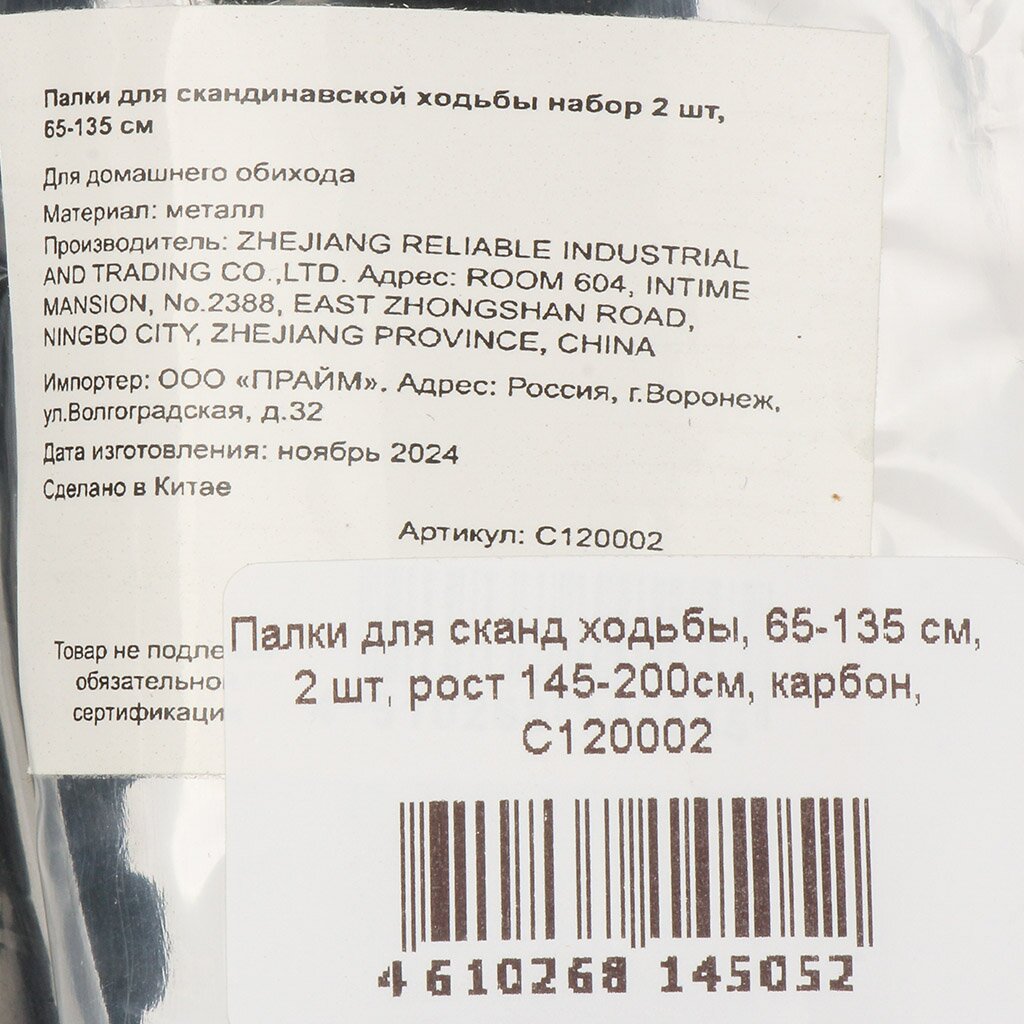 Палки для скандинавской ходьбы набор 2 шт,
65-135 см
Для домашнего обихода
Материал: металл
Производитель: ZHEJIANG RELIABLE INDUSTRIAL
AND TRADING CO.,LTD. Адрес: ROOM 604, INTIME
MANSION, No.2388, EAST ZHONGSHAN ROAD,
NINGBO CITY, ZHEJIANG PROVINCE, CHINA
Импортер: ООО «ПРАЙМ». Адрес: Россия, г.Воронеж,
ул.Волгоградская, д.32
Дата изготовления: ноябрь 2024
Сделано в Китае
Артикул: С120002
Товар не подле
обязательно
сертификаци
Палки для сканд ходьбы, 65-135 см,
2 шт, рост 145-200см, карбон,
С120002
4 610268 145052